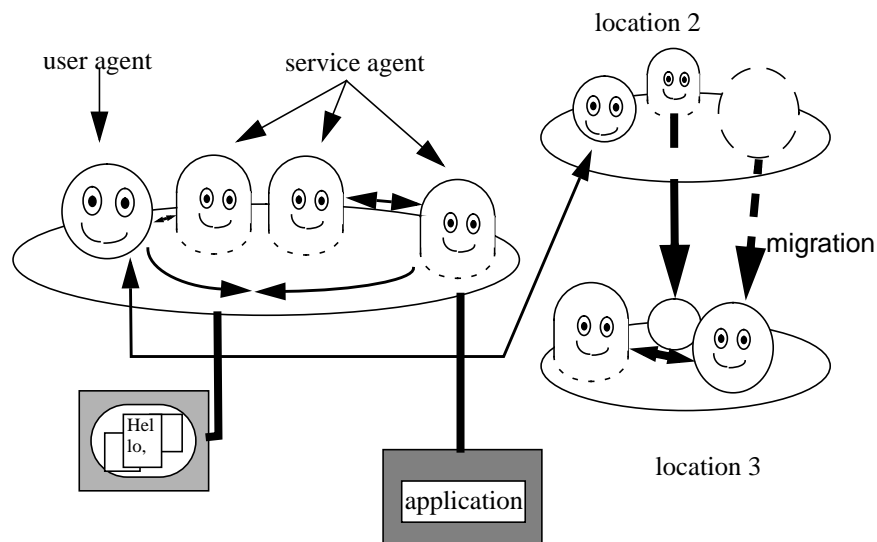 location 2
user agent
service agent
migration
Hel
lo,
location 3
application